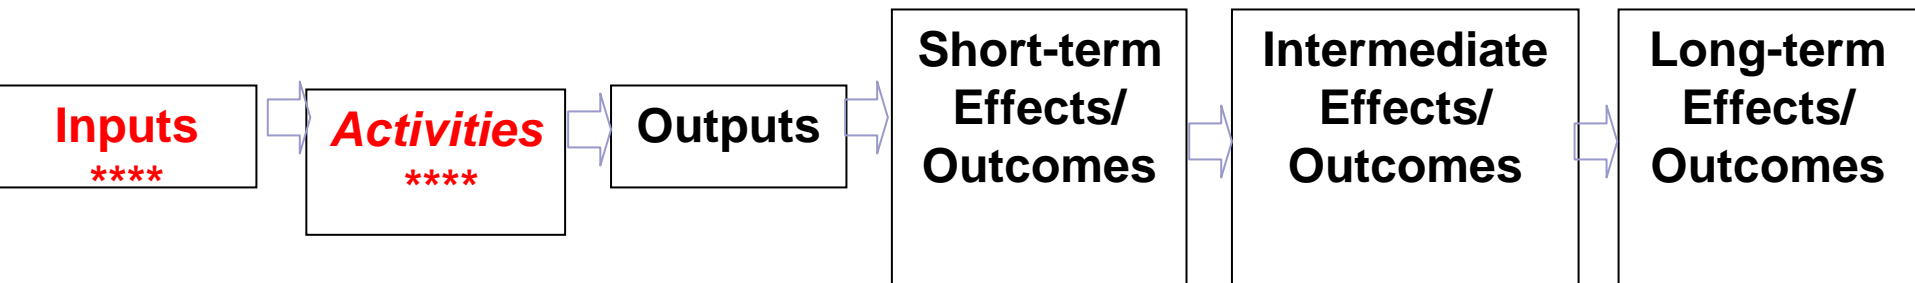 Inputs
****
Activities
****
Outputs
Short-term
Effects/
Outcomes
Intermediate
Effects/
Outcomes
Long-term
Effects/
Outcomes